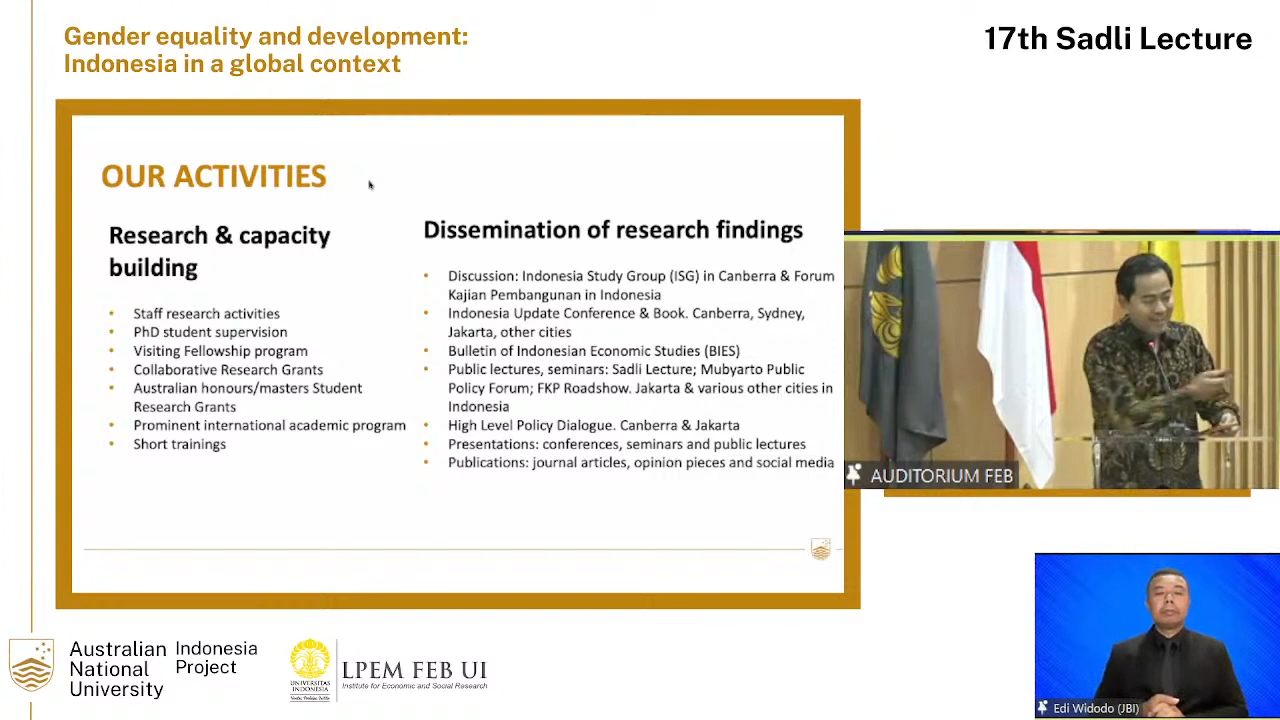 Gender equality and development:
Indonesia in a global context
17th Sadli Lecture
OUR ACTIVITIES
Research & capacity
building
• Staff research activities
• PhD student supervision
• Visiting Fellowship program
• Collaborative Research Grants
• Australian honours/masters Student
Research Grants
• Prominent international academic program
• Short trainings
Dissemination of research findings
• Discussion: Indonesia Study Group (ISG) in Canberra & Forum
Kajian Pembangunan in Indonesia
• Indonesia Update Conference & Book. Canberra, Sydney,
Jakarta, other cities
• Bulletin of Indonesian Economic Studies (BIES)
• Public lectures, seminars: Sadli Lecture; Mubyarto Public
Policy Forum; FKP Roadshow. Jakarta & various other cities in
Indonesia
• High Level Policy Dialogue. Canberra & Jakarta
• Presentations: conferences, seminars and public lectures
• Publications: journal articles, opinion pieces and social media
AUDITORIUM FEB
Edi Widodo (JBI)
Australian
National
University
Indonesia
Project
UNIVERSITAS
INDONESIA
LPEM FEB UI
Institute for Economic and Social Research